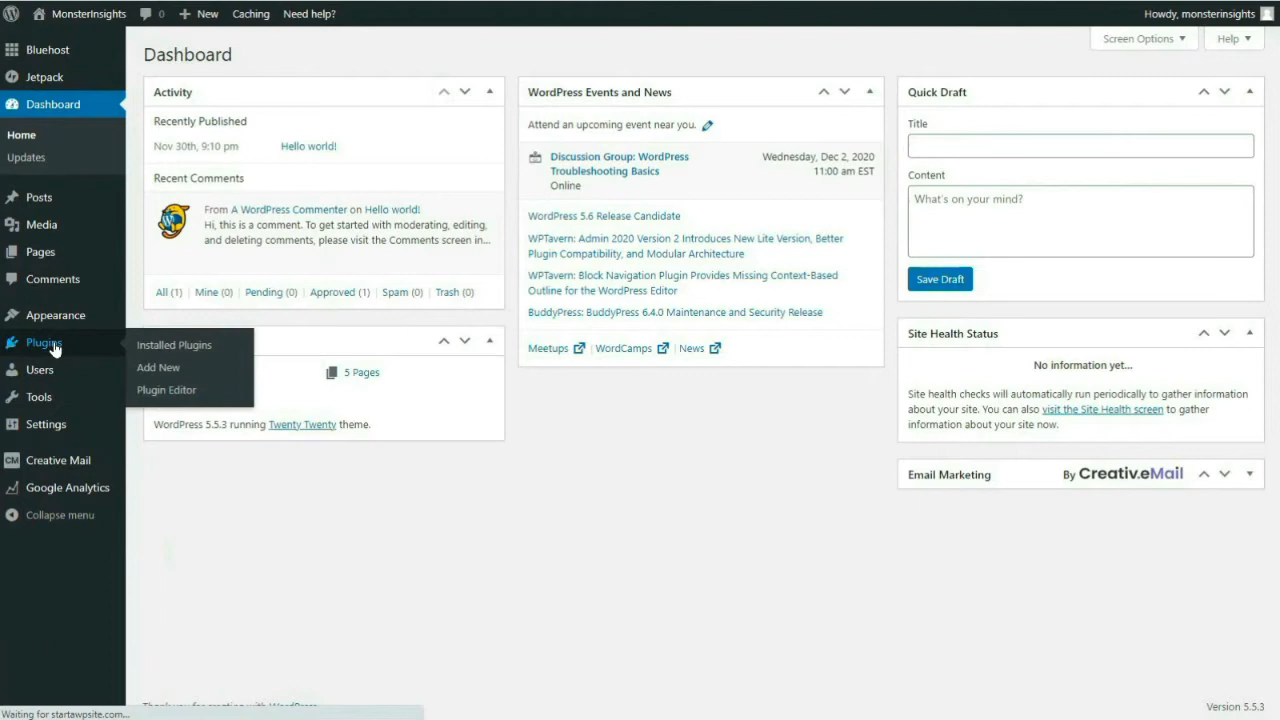 MonsterInsights 0 New Caching Need help? Howdy, monsterinsights
Screen Options Help
Bluehost
Jetpack
Dashboard
Home
Updates
Posts
Media
Pages
Comments
Appearance
Plugins
Users
Tools
Settings
CM Creative Mail
Google Analytics
Collapse menu
Installed Plugins
Add New
Plugin Editor
Dashboard
Activity
Recently Published
Nov 30th, 9:10 pm Hello world!
Recent Comments
From A WordPress Commenter on Hello world!
Hi, this is a comment. To get started with moderating, editing,
and deleting comments, please visit the Comments screen in...
All (1) | Mine (0) | Pending (0) | Approved (1) | Spam (0) | Trash (0)
5 Pages
WordPress 5.5.3 running Twenty Twenty theme.
WordPress Events and News
Attend an upcoming event near you.
Discussion Group: WordPress
Troubleshooting Basics
Online
Wednesday, Dec 2, 2020
11:00 am EST
WordPress 5.6 Release Candidate
WPTavern: Admin 2020 Version 2 Introduces New Lite Version, Better
Plugin Compatibility, and Modular Architecture
WPTavern: Block Navigation Plugin Provides Missing Context-Based
Outline for the WordPress Editor
BuddyPress: BuddyPress 6.4.0 Maintenance and Security Release
Meetups | WordCamps | News
Quick Draft
Title
Content
What's on your mind?
Save Draft
Site Health Status
No information yet...
Site health checks will automatically run periodically to gather information
about your site. You can also visit the Site Health screen to gather
information about your site now.
Email Marketing By Creativ.eMail
Thank you for creating with WordPress.
Version 5.5.3
Waiting for startawpsite.com...